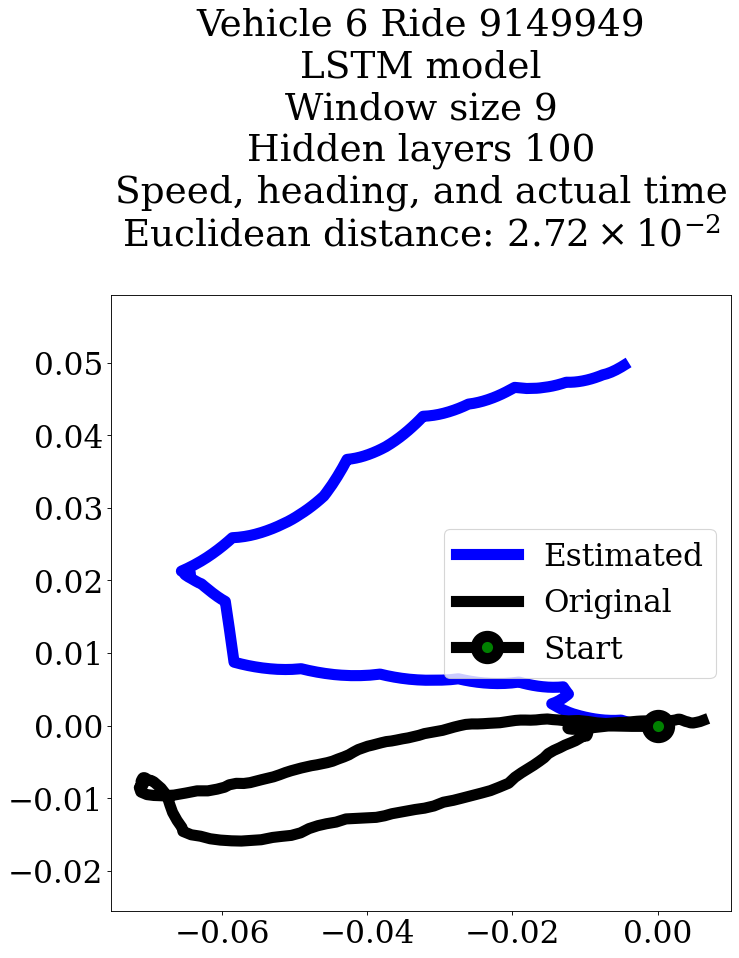 Vehicle 6 Ride 9149949
LSTM model
Window size 9
Hidden layers 100
Speed, heading, and actual time
Euclidean distance: 2.72 × 10⁻²
0.05
0.04
0.03
0.02
0.01
0.00
−0.01
−0.02
Estimated
Original
Start
−0.06 −0.04 −0.02 0.00